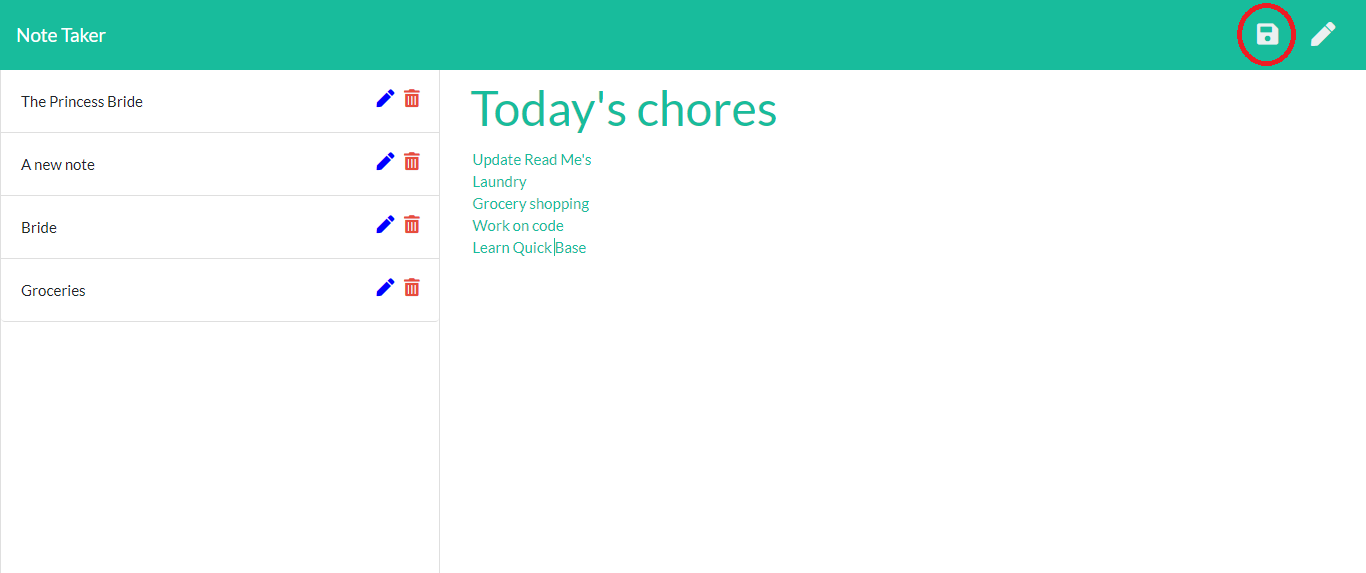 Note Taker
The Princess Bride
A new note
Bride
Groceries
Today's chores
Update Read Me's
Laundry
Grocery shopping
Work on code
Learn Quick Base